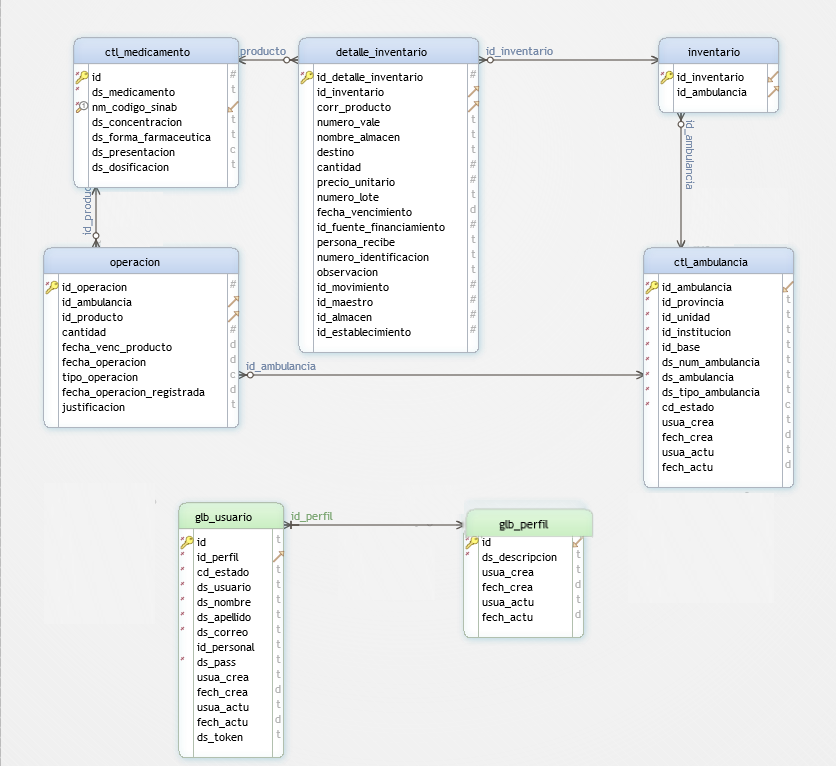 ctl_medicamento
id #
ds_medicamento t
nm_codigo_sinab
ds_concentracion t
ds_forma_farmaceutica t
ds_presentacion c
ds_dosificacion t
producto
detalle_inventario
id_detalle_inventario #
id_inventario
corr_producto
numero_vale t
nombre_almacen t
destino t
cantidad #
precio_unitario #
numero_lote t
fecha_vencimiento d
id_fuente_financiamiento #
persona_recibe t
numero_identificacion t
observacion t
id_movimiento #
id_maestro #
id_almacen #
id_establecimiento #
id_inventario
inventario
id_inventario
id_ambulancia
id_ambulancia
id_produc
operacion
id_operacion #
id_ambulancia
id_producto
cantidad #
fecha_venc_producto d
fecha_operacion d
tipo_operacion c
fecha_operacion_registrada d
justificacion t
id_ambulancia
ctl_ambulancia
id_ambulancia
id_provincia t
id_unidad t
id_institucion t
id_base t
ds_num_ambulancia t
ds_ambulancia t
ds_tipo_ambulancia t
cd_estado c
usua_crea t
fech_crea d
usua_actu t
fech_actu d
glb_usuario
id t
id_perfil
cd_estado t
ds_usuario t
ds_nombre t
ds_apellido t
ds_correo t
id_personal t
ds_pass t
usua_crea t
fech_crea d
usua_actu t
fech_actu d
ds_token t
id_perfil
glb_perfil
id
ds_descripcion t
usua_crea t
fech_crea d
usua_actu t
fech_actu d